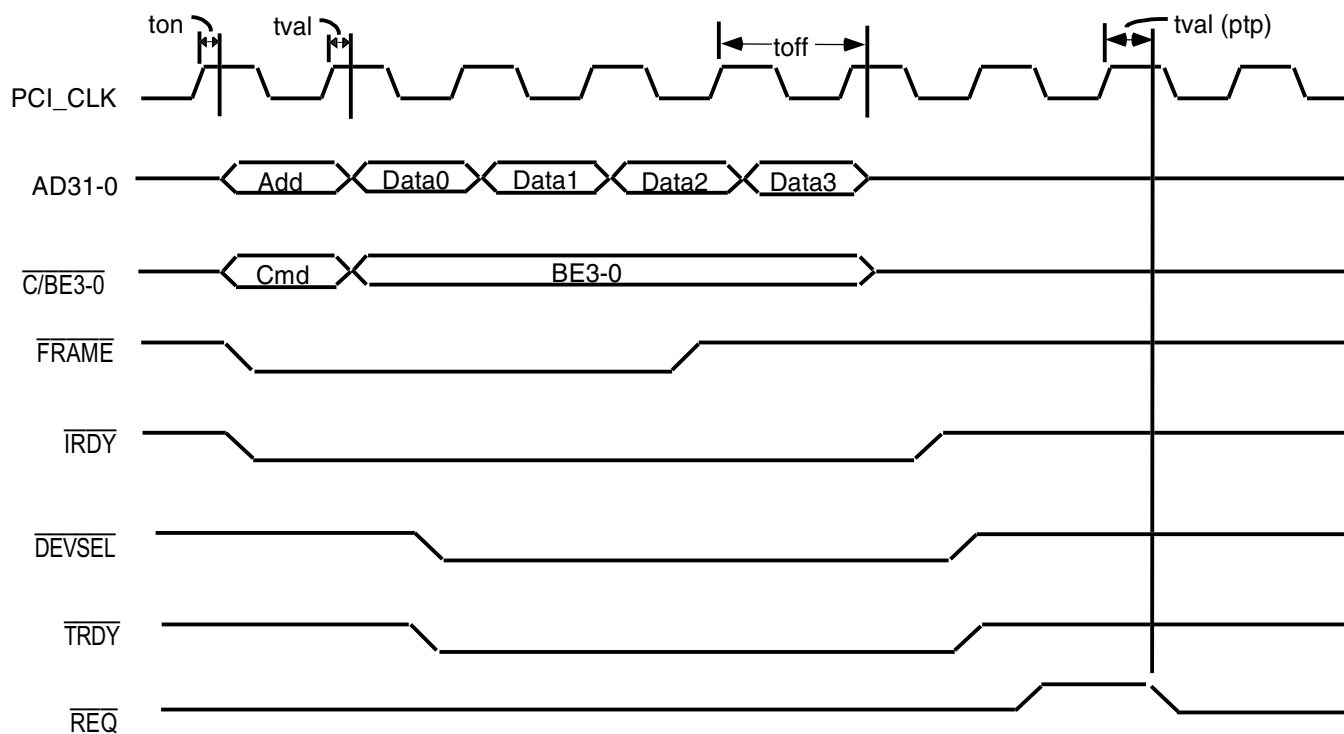 ton
tval
toff
tval (ptp)
PCI_CLK
AD31-0
Add
Data0
Data1
Data2
Data3
C/BE3-0
Cmd
BE3-0
FRAME
IRDY
DEVSEL
TRDY
REQ